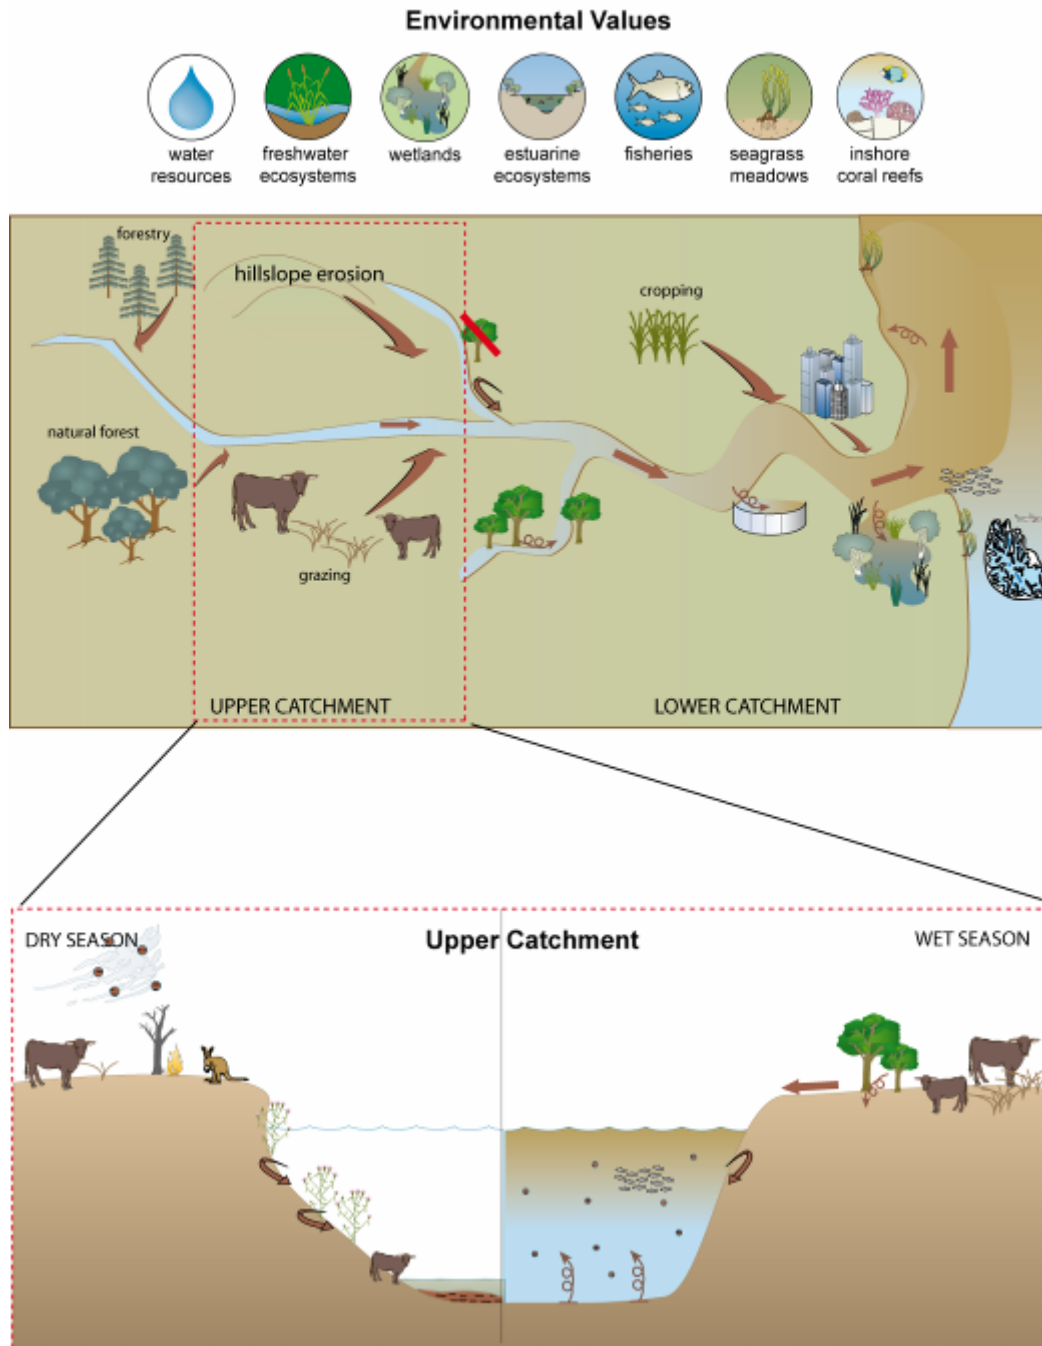 Environmental Values
water
resources
freshwater
ecosystems
wetlands
estuarine
ecosystems
fisheries
seagrass
meadows
inshore
coral reefs
forestry
hillslope erosion
cropping
natural forest
grazing
UPPER CATCHMENT
LOWER CATCHMENT
DRY SEASON
Upper Catchment
WET SEASON